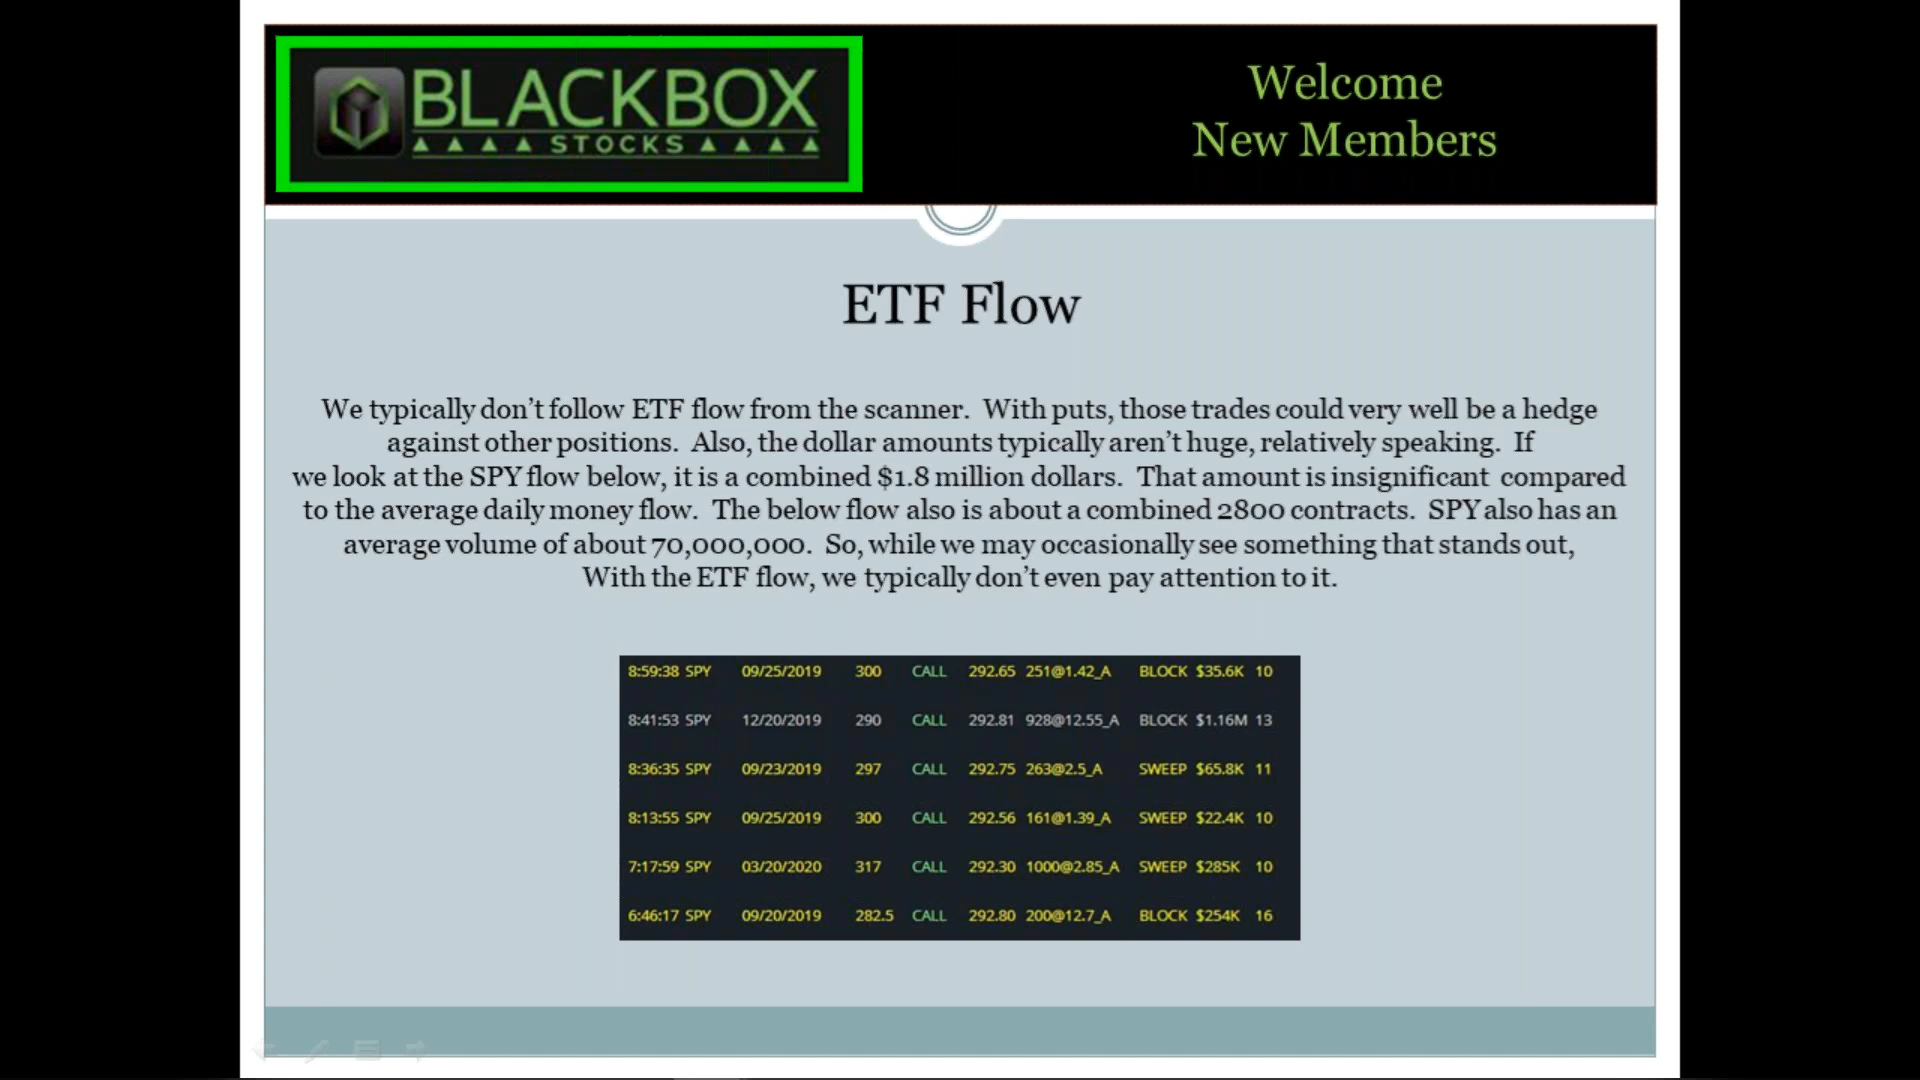 BLACKBOX
STOCKS
Welcome
New Members
ETF Flow
We typically don't follow ETF flow from the scanner. With puts, those trades could very well be a hedge
against other positions. Also, the dollar amounts typically aren't huge, relatively speaking. If
we look at the SPY flow below, it is a combined $1.8 million dollars. That amount is insignificant compared
to the average daily money flow. The below flow also is about a combined 2800 contracts. SPY also has an
average volume of about 70,000,000. So, while we may occasionally see something that stands out,
With the ETF flow, we typically don't even pay attention to it.
8:59:38 SPY 09/25/2019 300 CALL 292.65 251@1.42_A BLOCK $35.6K 10
8:41:53 SPY 12/20/2019 290 CALL 292.81 928@12.55_A BLOCK $1.16M 13
8:36:35 SPY 09/23/2019 297 CALL 292.75 263@2.5_A SWEEP $65.8K 11
8:13:55 SPY 09/25/2019 300 CALL 292.56 161@1.39_A SWEEP $22.4K 10
7:17:59 SPY 03/20/2020 317 CALL 292.30 1000@2.85_A SWEEP $285K 10
6:46:17 SPY 09/20/2019 282.5 CALL 292.80 200@12.7_A BLOCK $254K 16